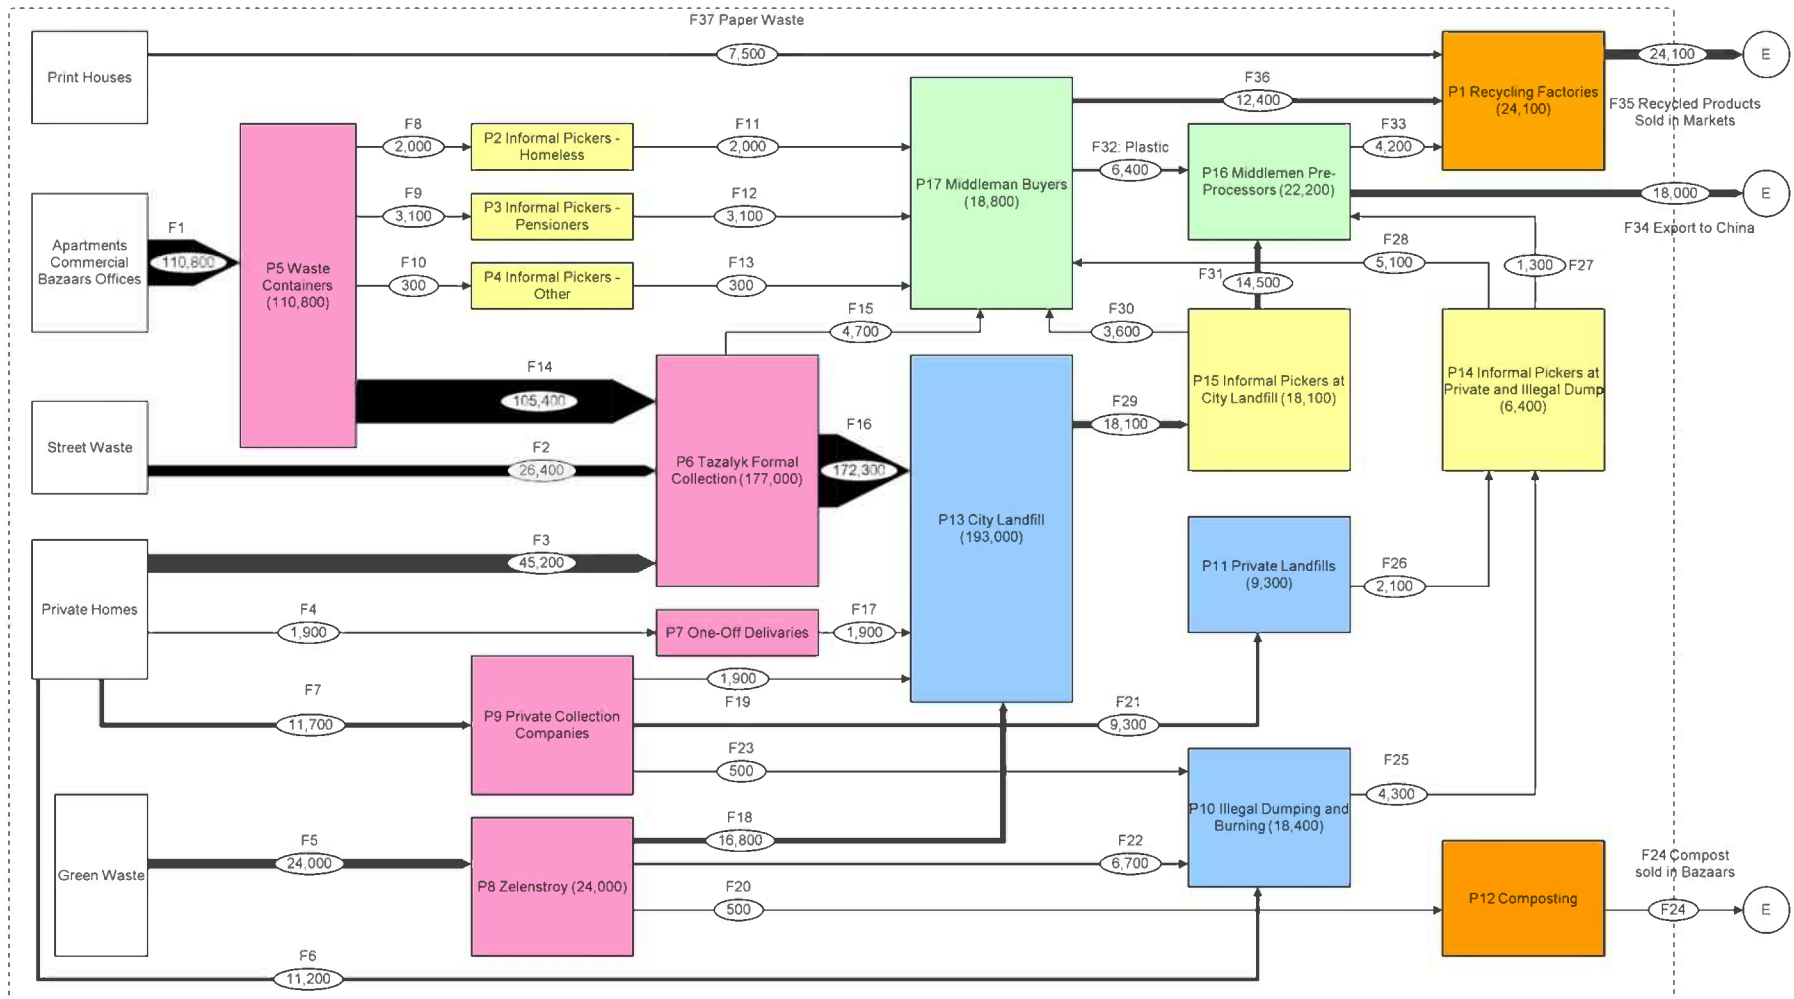 F37 Paper Waste
7,500
24,100
E
Print Houses
F36
12,400
P1 Recycling Factories
(24,100)
F35 Recycled Products
Sold in Markets
F8
2,000
P2 Informal Pickers -
Homeless
F11
2,000
F32: Plastic
6,400
F33
4,200
P17 Middleman Buyers
(18,800)
P16 Middlemen Pre-
Processors (22,200)
18,000
E
F34 Export to China
F9
3,100
P3 Informal Pickers -
Pensioners
F12
3,100
F1
110,800
Apartments
Commercial
Bazaars Offices
P5 Waste
Containers
(110,800)
F10
300
P4 Informal Pickers -
Other
F13
300
F28
5,100
1,300
F27
F31
14,500
F15
4,700
F30
3,600
F14
105,400
P15 Informal Pickers at
City Landfill (18,100)
P14 Informal Pickers at
Private and Illegal Dump
(6,400)
F29
18,100
F16
172,300
Street Waste
F2
26,400
P6 Tazalyk Formal
Collection (177,000)
P13 City Landfill
(193,000)
F3
45,200
P11 Private Landfills
(9,300)
F26
2,100
Private Homes
F4
1,900
P7 One-Off Delivaries
F17
1,900
1,900
F19
F7
11,700
P9 Private Collection
Companies
F21
9,300
F23
500
F25
4,300
P10 Illegal Dumping and
Burning (18,400)
F18
16,800
F5
24,000
F22
6,700
Green Waste
P8 Zelenstroy (24,000)
F20
500
P12 Composting
F24 Compost
sold in Bazaars
F24
E
F6
11,200